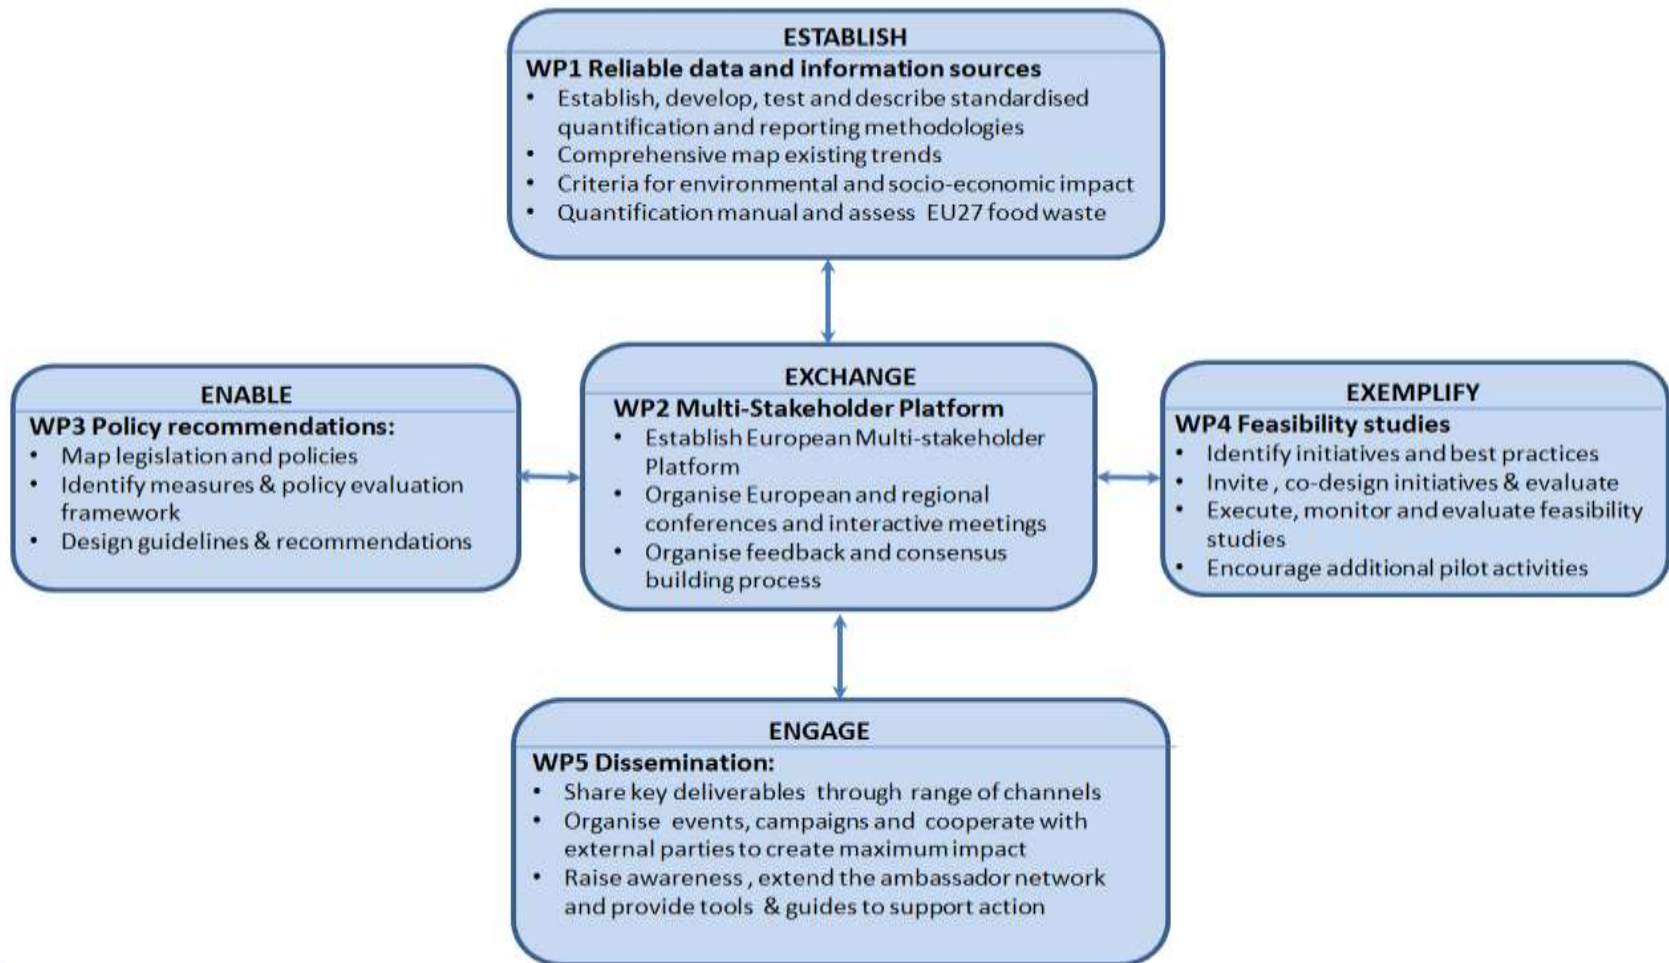 ESTABLISH
WP1 Reliable data and information sources
• Establish, develop, test and describe standardised
quantification and reporting methodologies
• Comprehensive map existing trends
• Criteria for environmental and socio-economic impact
• Quantification manual and assess EU27 food waste
ENABLE
WP3 Policy recommendations:
• Map legislation and policies
• Identify measures & policy evaluation
framework
• Design guidelines & recommendations
EXCHANGE
WP2 Multi-Stakeholder Platform
• Establish European Multi-stakeholder
Platform
• Organise European and regional
conferences and interactive meetings
• Organise feedback and consensus
building process
EXEMPLIFY
WP4 Feasibility studies
• Identify initiatives and best practices
• Invite , co-design initiatives & evaluate
• Execute, monitor and evaluate feasibility
studies
• Encourage additional pilot activities
ENGAGE
WP5 Dissemination:
• Share key deliverables through range of channels
• Organise events, campaigns and cooperate with
external parties to create maximum impact
• Raise awareness , extend the ambassador network
and provide tools & guides to support action